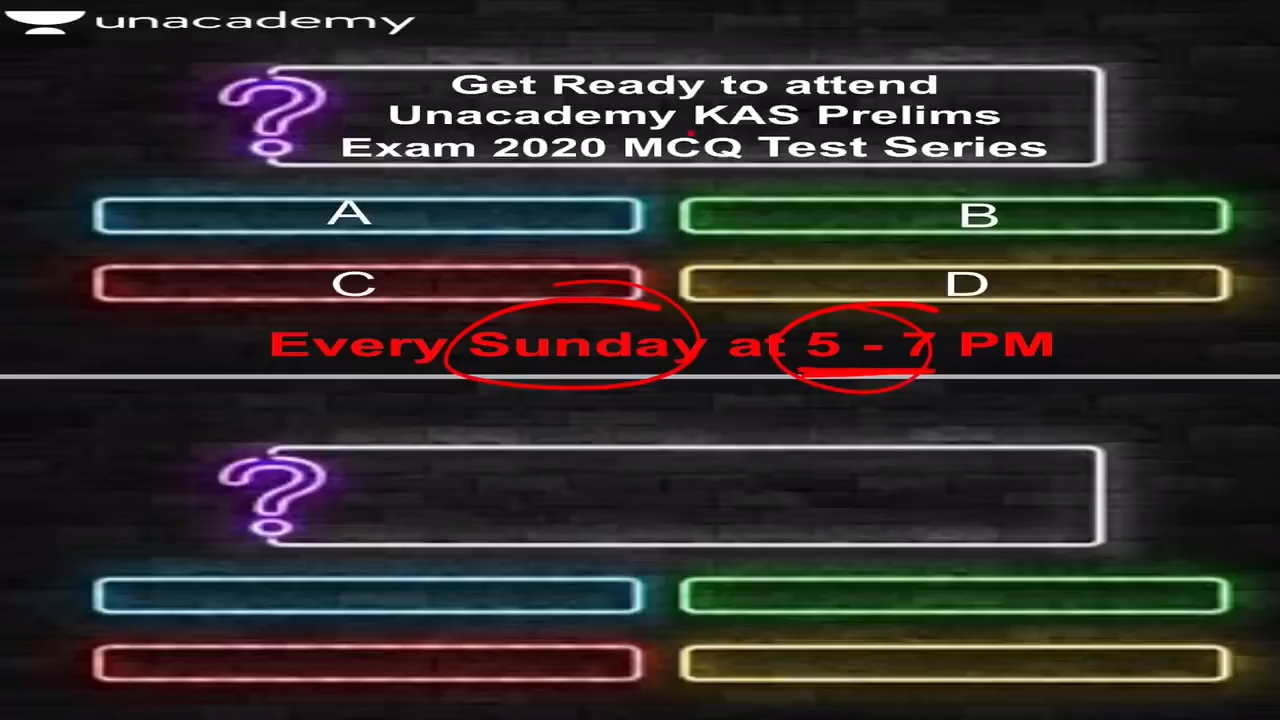 unacademy
Get Ready to attend
Unacademy KAS Prelims
Exam 2020 MCQ Test Series
A
B
C
D
Every Sunday at 5 - 7 PM